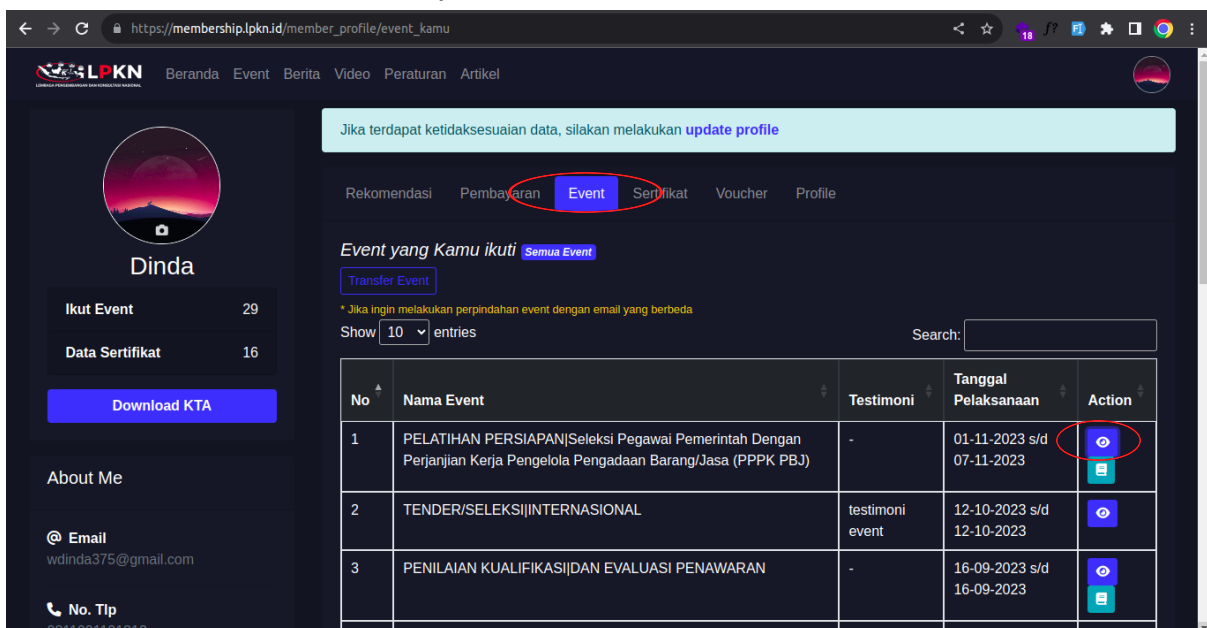 https://membership.lpkn.id/member_profile/event_kamu
18
f?
LPKN
Beranda Event Berita Video Peraturan Artikel
Jika terdapat ketidaksesuaian data, silakan melakukan update profile
Dinda
Ikut Event 29
Data Sertifikat 16
Download KTA
About Me
@ Email
wdinda375@gmail.com
No. Tlp
Rekomendasi Pembayaran Event Sertifikat Voucher Profile
Event yang Kamu ikuti Semua Event
Transfer Event
* Jika ingin melakukan perpindahan event dengan email yang berbeda
Show 10 entries
Search:
No Nama Event Testimoni Tanggal Pelaksanaan Action
1 PELATIHAN PERSIAPAN|Seleksi Pegawai Pemerintah Dengan - 01-11-2023 s/d
Perjanjian Kerja Pengelola Pengadaan Barang/Jasa (PPPK PBJ) 07-11-2023
2 TENDER/SELEKSI|INTERNASIONAL testimoni 12-10-2023 s/d
event 12-10-2023
3 PENILAIAN KUALIFIKASI|DAN EVALUASI PENAWARAN - 16-09-2023 s/d
16-09-2023